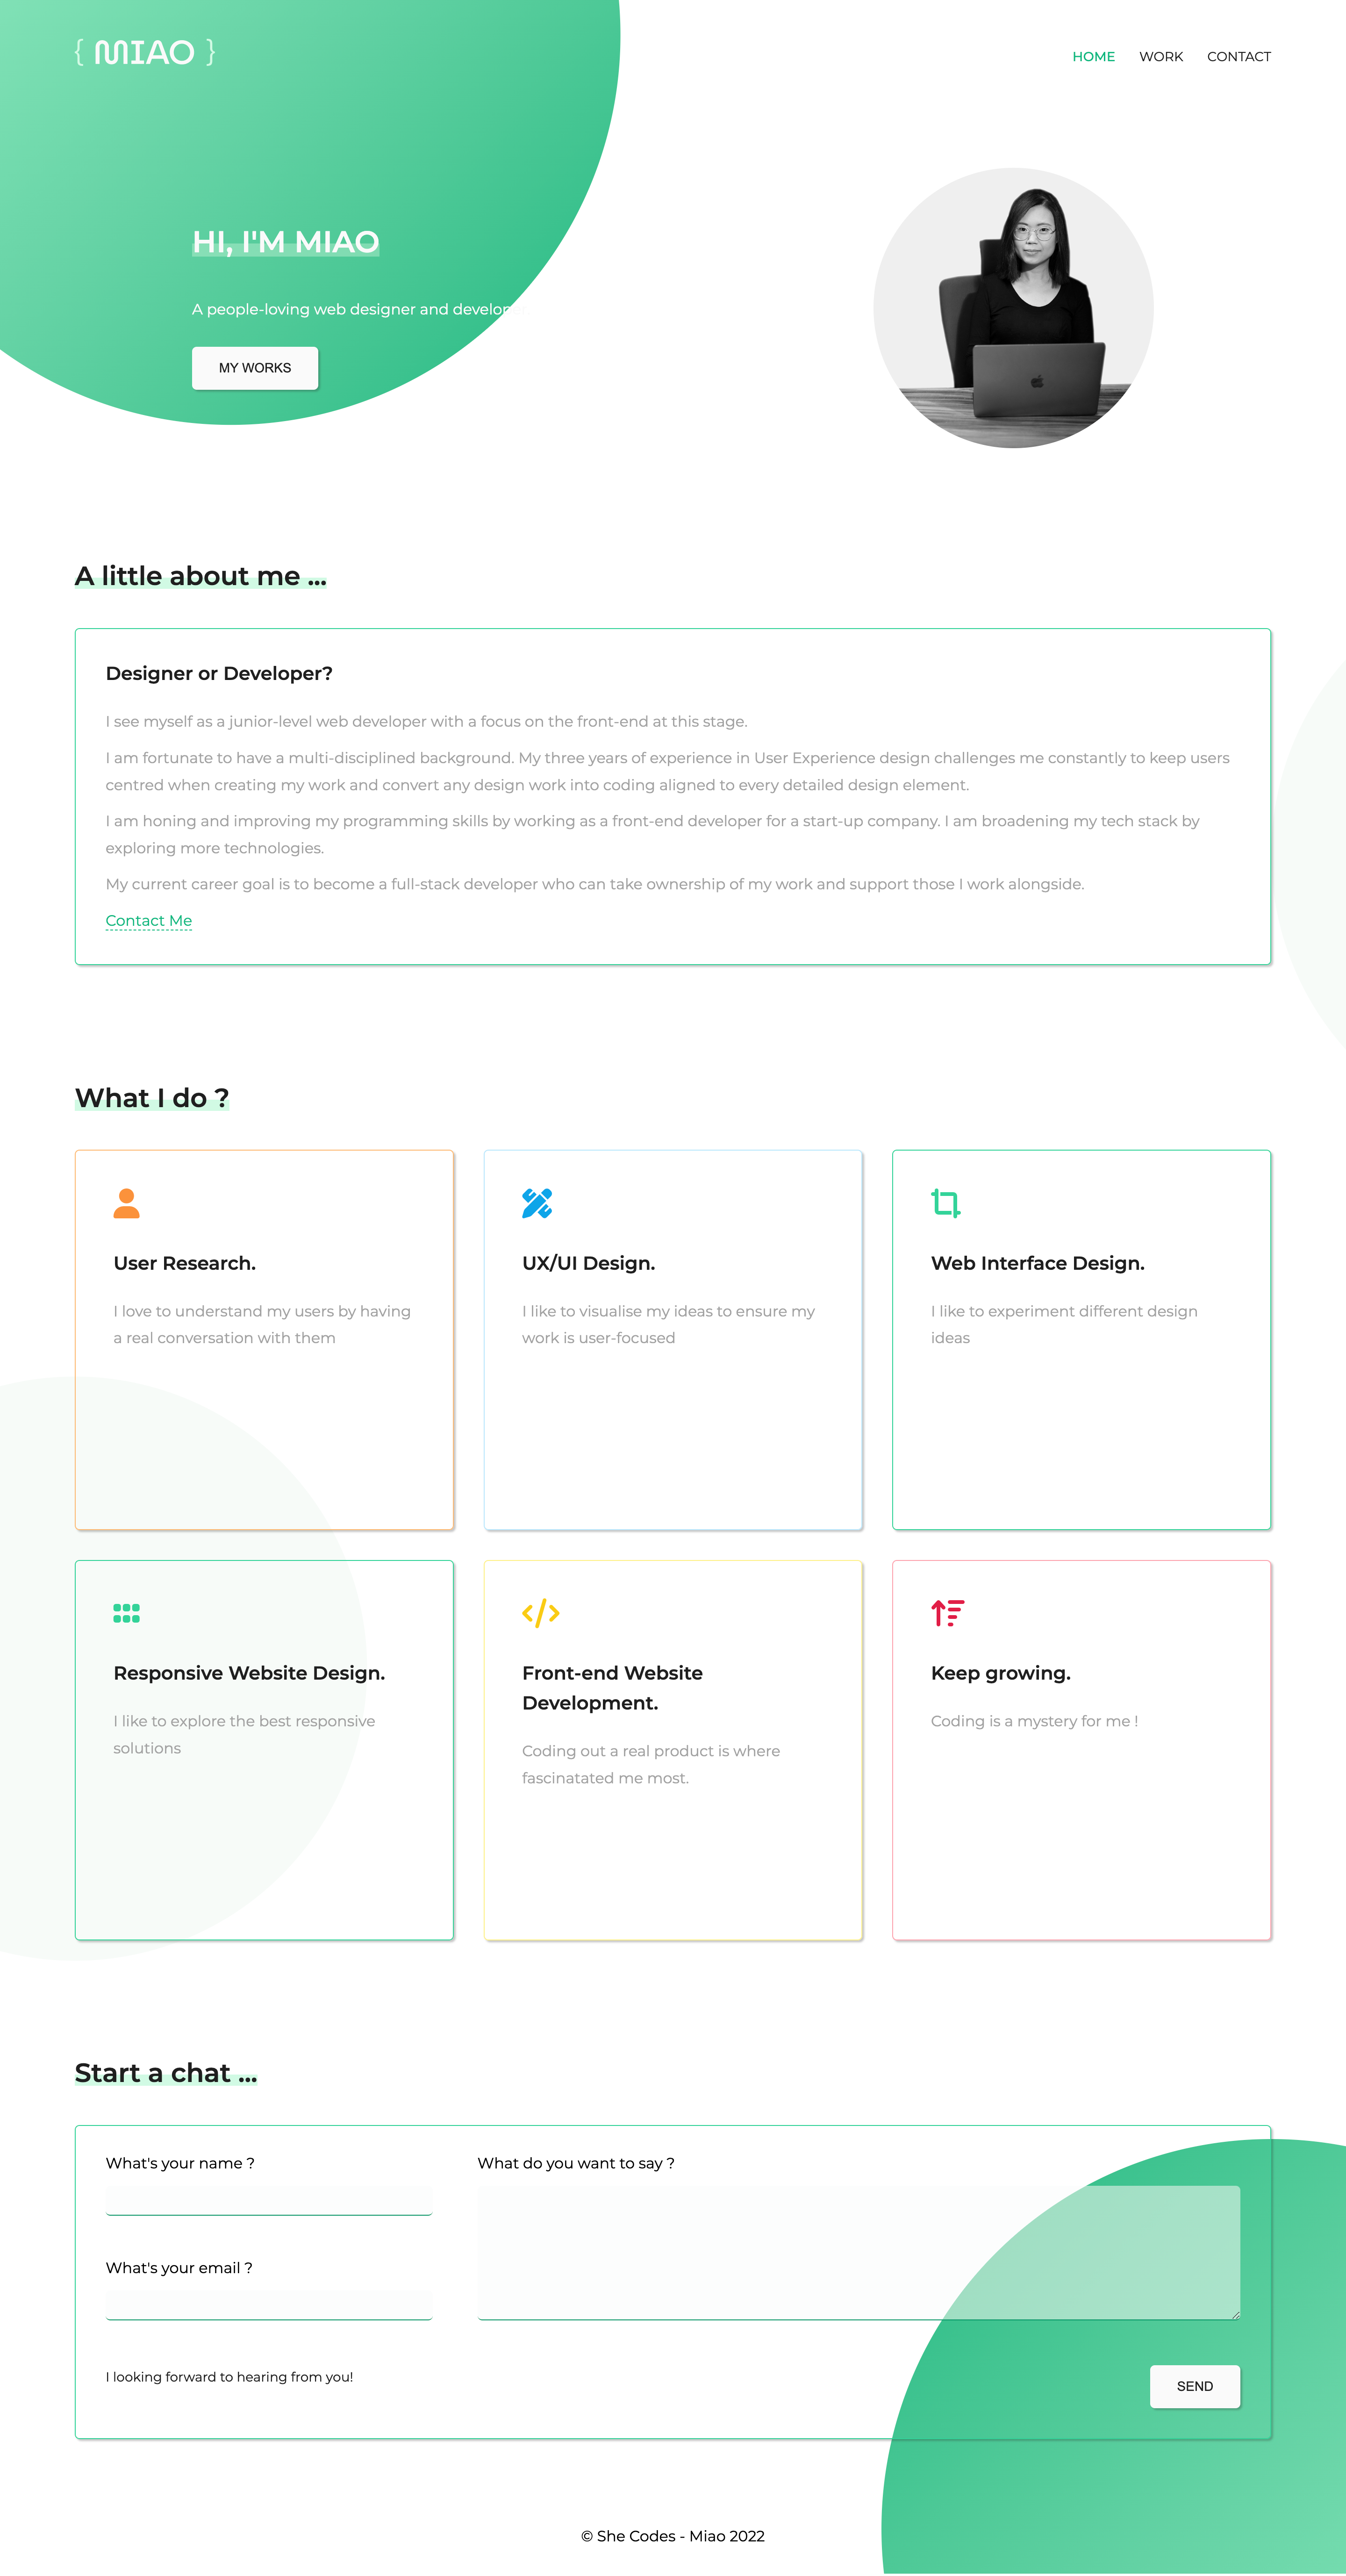 { MIAO }
HOME WORK CONTACT
HI, I'M MIAO
A people-loving web designer and develop
MY WORKS
A little about me ...
Designer or Developer?
I see myself as a junior-level web developer with a focus on the front-end at this stage.
I am fortunate to have a multi-disciplined background. My three years of experience in User Experience design challenges me constantly to keep users
centred when creating my work and convert any design work into coding aligned to every detailed design element.
I am honing and improving my programming skills by working as a front-end developer for a start-up company. I am broadening my tech stack by
exploring more technologies.
My current career goal is to become a full-stack developer who can take ownership of my work and support those I work alongside.
Contact Me
What I do ?
User Research.
I love to understand my users by having
a real conversation with them
UX/UI Design.
I like to visualise my ideas to ensure my
work is user-focused
Web Interface Design.
I like to experiment different design
ideas
Responsive Website Design.
I like to explore the best responsive
solutions
Front-end Website
Development.
Coding out a real product is where
fascinatated me most.
Keep growing.
Coding is a mystery for me !
Start a chat ...
What's your name ?
What do you want to say ?
What's your email ?
I looking forward to hearing from you!
SEND
© She Codes - Miao 2022